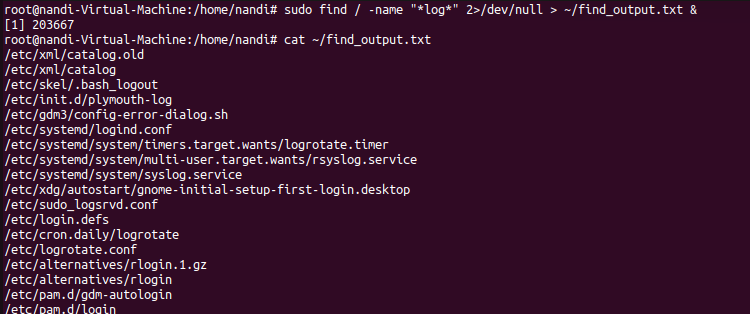 root@nandi-Virtual-Machine:/home/nandi# sudo find / -name "*log*" 2>/dev/null > ~/find_output.txt &
[1] 203667
root@nandi-Virtual-Machine:/home/nandi# cat ~/find_output.txt
/etc/xml/catalog.old
/etc/xml/catalog
/etc/skel/.bash_logout
/etc/init.d/plymouth-log
/etc/gdm3/config-error-dialog.sh
/etc/systemd/logind.conf
/etc/systemd/system/timers.target.wants/logrotate.timer
/etc/systemd/system/multi-user.target.wants/rsyslog.service
/etc/systemd/system/syslog.service
/etc/xdg/autostart/gnome-initial-setup-first-login.desktop
/etc/sudo_logsrvd.conf
/etc/login.defs
/etc/cron.daily/logrotate
/etc/logrotate.conf
/etc/alternatives/rlogin.1.gz
/etc/alternatives/rlogin
/etc/pam.d/gdm-autologin
/etc/pam.d/login